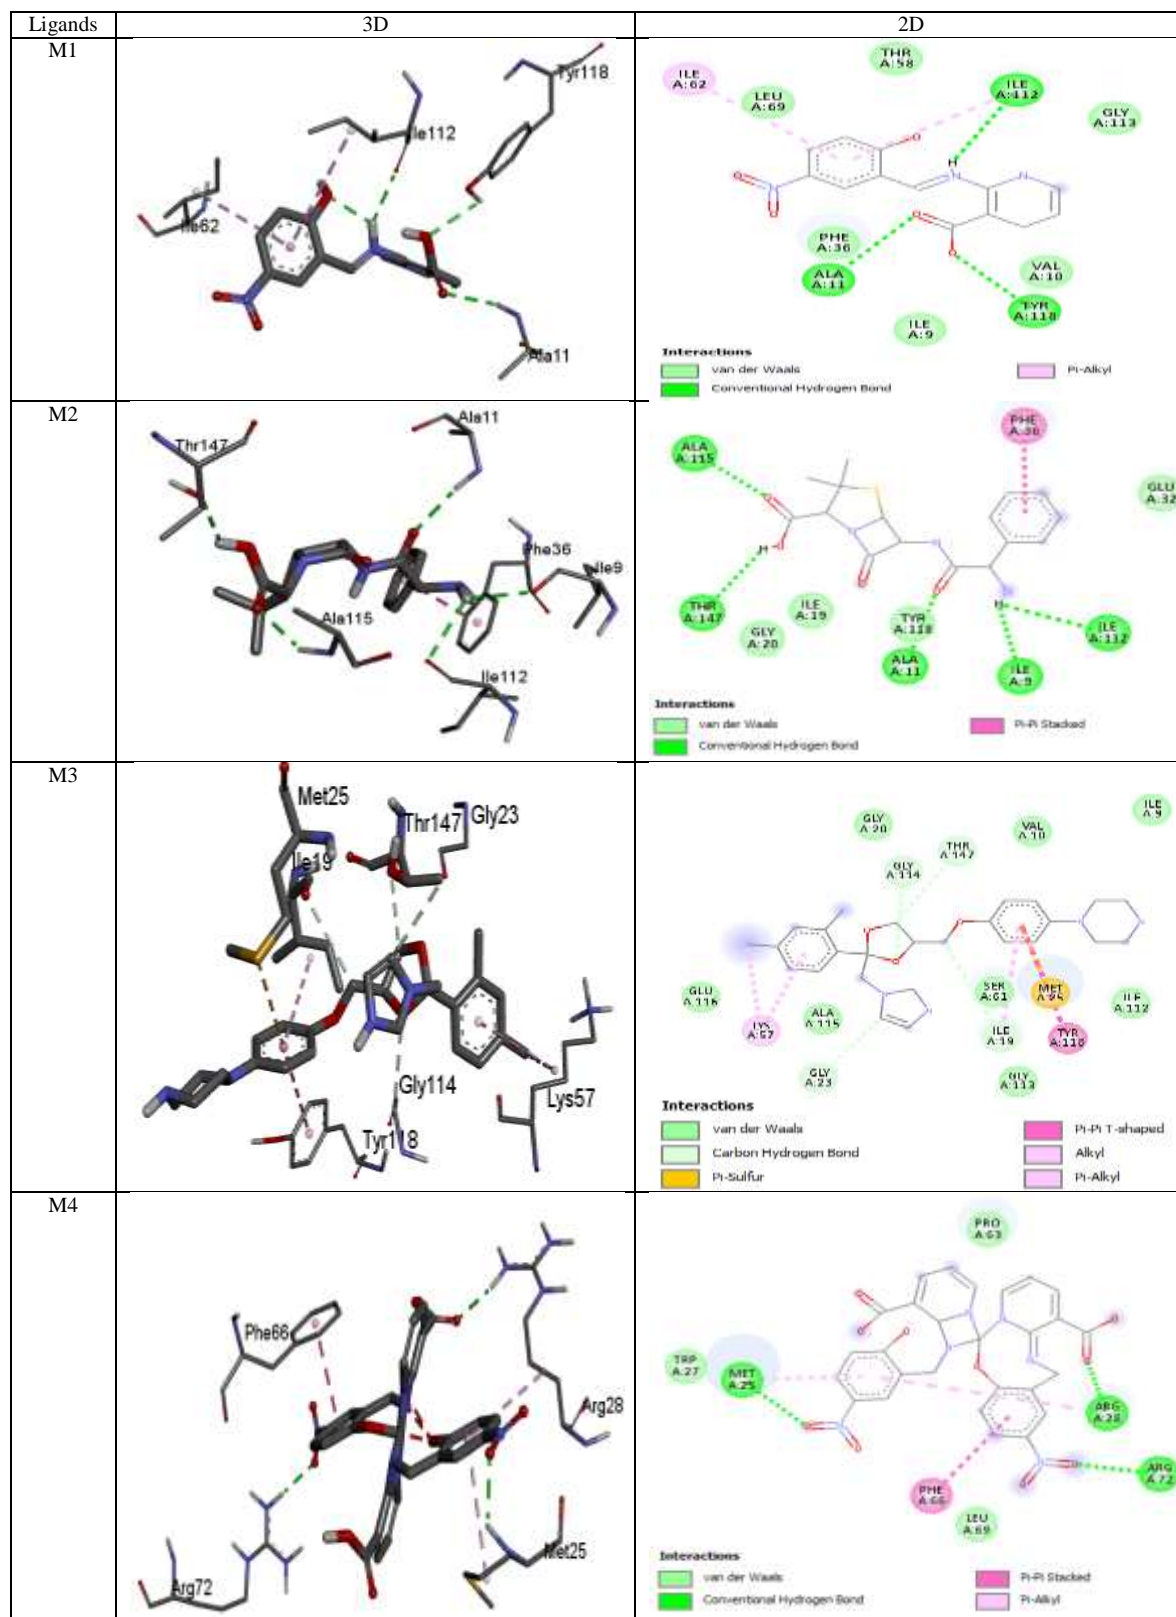 Ligands 3D 2D
M1
Tyr118
Ile112
Ile62
Ala11
THR
A:58
ILE
A:62
LEU
A:69
ILE
A:112
GLY
A:113
H
N
N
O
O
O
PHE
A:36
ALA
A:11
VAL
A:10
TYR
A:118
ILE
A:9
Interactions
van der Waals
Conventional Hydrogen Bond
Pi-Alkyl
M2
Thr147
Ala11
Phe36
Ile9
Ala115
Ile112
PHE
A:36
ALA
A:115
GLU
A:32
THR
A:147
ILE
A:19
GLY
A:20
TYR
A:118
ALA
A:11
ILE
A:112
ILE
A:9
Interactions
van der Waals
Conventional Hydrogen Bond
Pi-Pi Stacked
M3
Met25
Ile19
Thr147
Gly23
Gly114
Lys57
Tyr118
ILE
A:9
GLY
A:20
VAL
A:10
THR
A:147
GLY
A:114
GLU
A:116
LYS
A:57
ALA
A:115
SER
A:61
MET
ILE
A:112
ILE
A:19
TYR
A:118
GLY
A:23
GLY
A:113
Interactions
van der Waals
Carbon Hydrogen Bond
Pi-Sulfur
Pi-Pi T-shaped
Alkyl
Pi-Alkyl
M4
Phe66
Arg28
Arg72
Met25
PRO
A:63
TRP
A:27
MET
A:25
ARG
A:28
ARG
A:72
PHE
A:66
LEU
A:69
Interactions
van der Waals
Conventional Hydrogen Bond
Pi-Pi Stacked
Pi-Alkyl